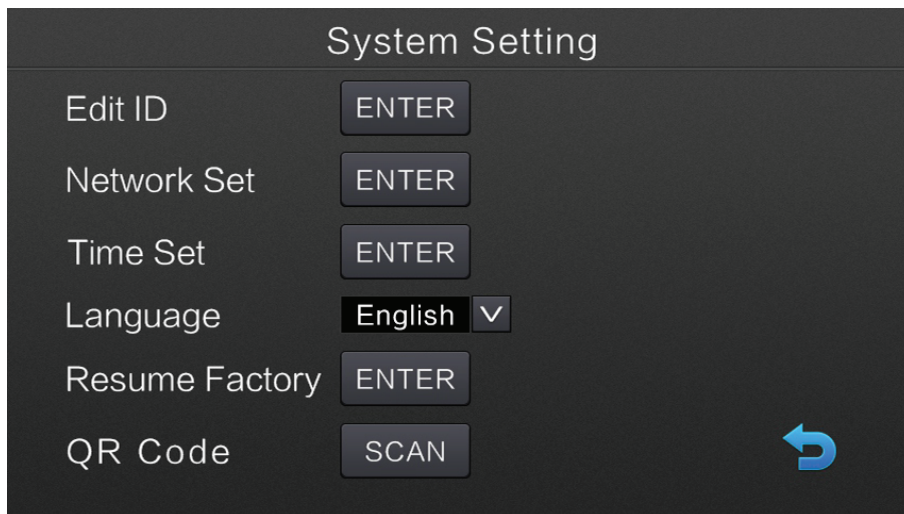 System Setting
Edit ID ENTER
Network Set ENTER
Time Set ENTER
Language English
Resume Factory ENTER
QR Code SCAN